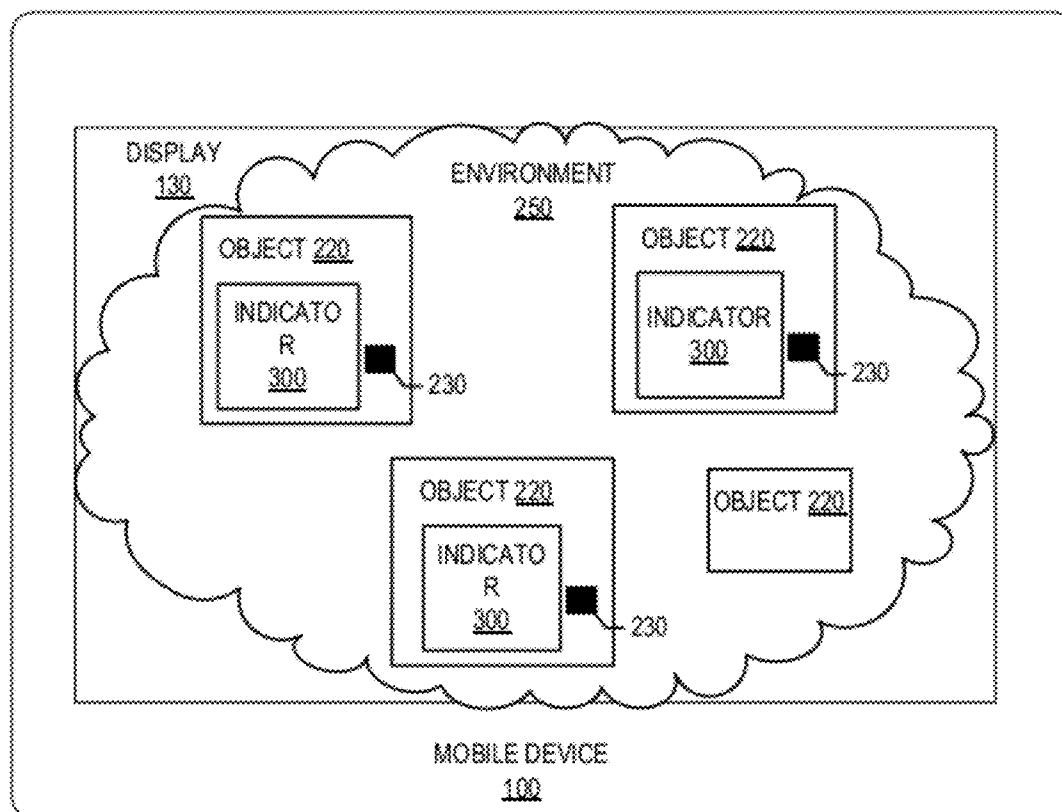 DISPLAY
130
ENVIRONMENT
250
OBJECT 220
INDICATO
R
300
230
OBJECT 220
INDICATOR
300
230
OBJECT 220
INDICATO
R
300
230
OBJECT 220
MOBILE DEVICE
100